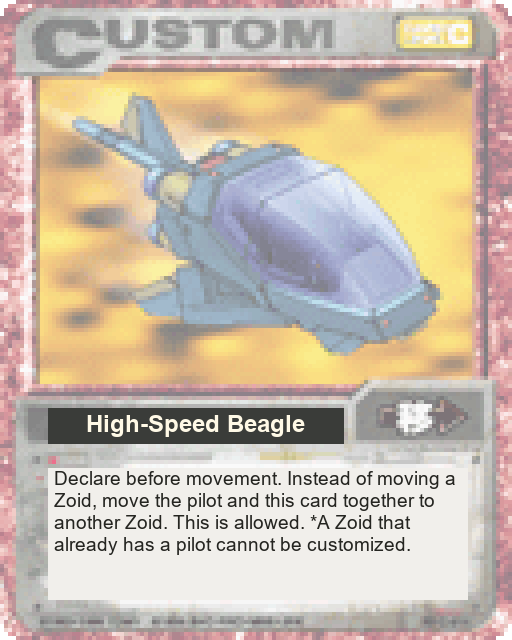 CUSTOM
C
High-Speed Beagle
Declare before movement. Instead of moving a
Zoid, move the pilot and this card together to
another Zoid. This is allowed. *A Zoid that
already has a pilot cannot be customized.